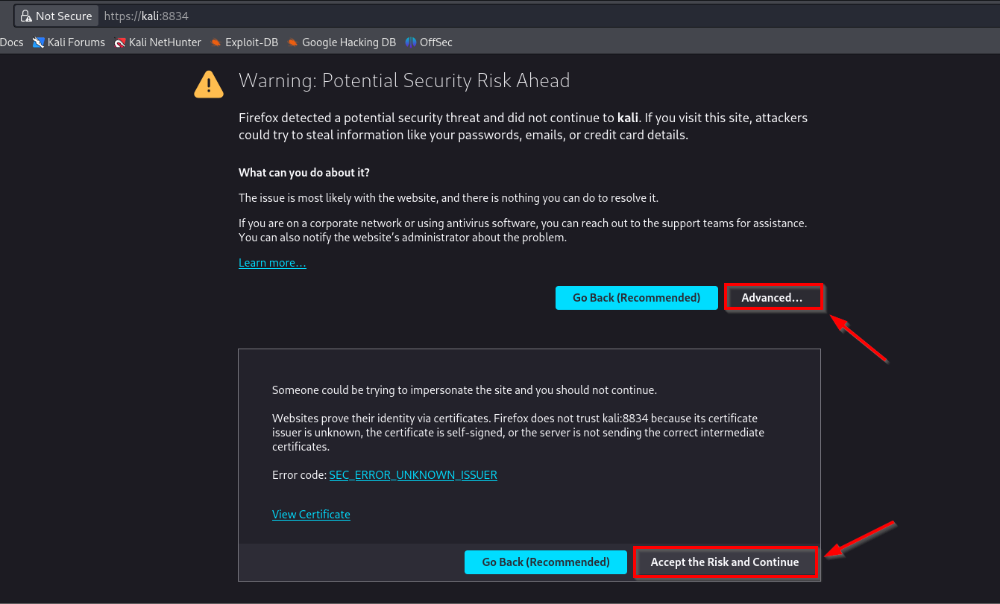 Not Secure https://kali:8834
Docs Kali Forums Kali NetHunter Exploit-DB Google Hacking DB OffSec
Warning: Potential Security Risk Ahead
Firefox detected a potential security threat and did not continue to kali. If you visit this site, attackers
could try to steal information like your passwords, emails, or credit card details.
What can you do about it?
The issue is most likely with the website, and there is nothing you can do to resolve it.
If you are on a corporate network or using antivirus software, you can reach out to the support teams for assistance.
You can also notify the website’s administrator about the problem.
Learn more…
Go Back (Recommended) Advanced…
Someone could be trying to impersonate the site and you should not continue.
Websites prove their identity via certificates. Firefox does not trust kali:8834 because its certificate
issuer is unknown, the certificate is self-signed, or the server is not sending the correct intermediate
certificates.
Error code: SEC_ERROR_UNKNOWN_ISSUER
View Certificate
Go Back (Recommended) Accept the Risk and Continue